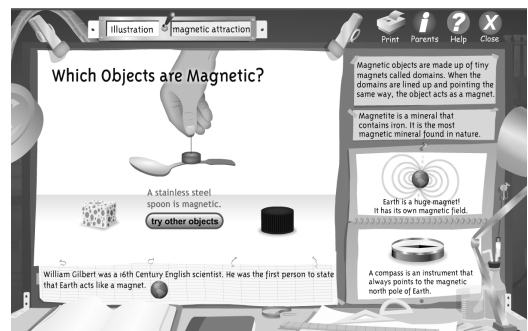 Illustration
magnetic attraction
Print
Parents
Help
Close
Which Objects are Magnetic?
A stainless steel
spoon is magnetic.
try other objects
William Gilbert was a 16th Century English scientist. He was the first person to state
that Earth acts like a magnet.
Magnetic objects are made up of tiny
magnets called domains. When the
domains are lined up and pointing the
same way, the object acts as a magnet.
Magnetite is a mineral that
contains iron. It is the most
magnetic mineral found in nature.
Earth is a huge magnet!
It has its own magnetic field.
A compass is an instrument that
always points to the magnetic
north pole of Earth.